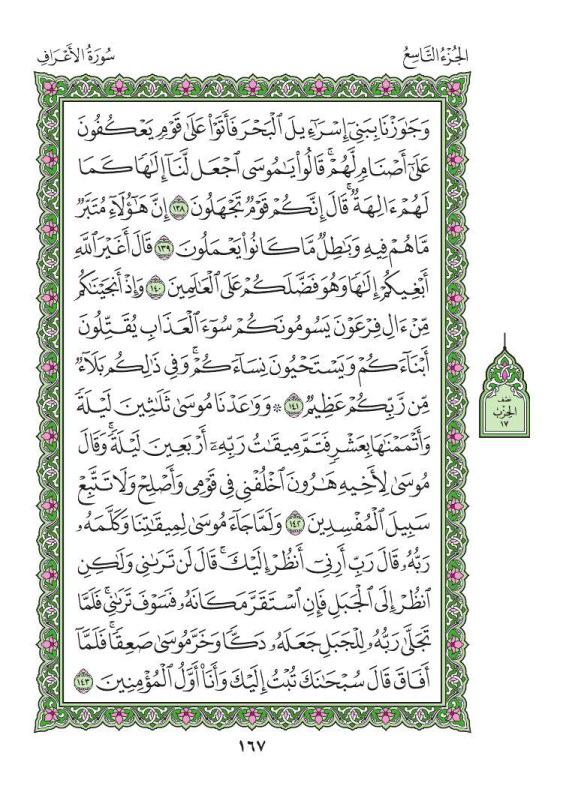 الجُزْءُ التَّاسِعُ
سُورَةُ الأَعْرَافِ
وَجَٰوَزْنَا بِبَنِيٓ إِسْرَٰٓءِيلَ ٱلْبَحْرَ فَأَتَوْا۟ عَلَىٰ قَوْمٍ يَعْكُفُونَ
عَلَىٰٓ أَصْنَامٍ لَّهُمْ ۚ قَالُوا۟ يَٰمُوسَى ٱجْعَل لَّنَآ إِلَٰهًا كَمَا
لَهُمْ ءَالِهَةٌ ۚ قَالَ إِنَّكُمْ قَوْمٌ تَجْهَلُونَ ١٣٨ إِنَّ هَٰٓؤُلَآءِ مُتَبَّرٌ
مَّا هُمْ فِيهِ وَبَٰطِلٌ مَّا كَانُوا۟ يَعْمَلُونَ ١٣٩ قَالَ أَغَيْرَ ٱللَّهِ
أَبْغِيكُمْ إِلَٰهًا وَهُوَ فَضَّلَكُمْ عَلَى ٱلْعَٰلَمِينَ ١٤٠ وَإِذْ أَنجَيْنَٰكُم
مِّنْ ءَالِ فِرْعَوْنَ يَسُومُونَكُمْ سُوٓءَ ٱلْعَذَابِ يُقَتِّلُونَ
أَبْنَآءَكُمْ وَيَسْتَحْيُونَ نِسَآءَكُمْ ۚ وَفِي ذَٰلِكُم بَلَآءٌ
مِّن رَّبِّكُمْ عَظِيمٌ ١٤١ ۞ وَوَٰعَدْنَا مُوسَىٰ ثَلَٰثِينَ لَيْلَةً
وَأَتْمَمْنَٰهَا بِعَشْرٍ فَتَمَّ مِيقَٰتُ رَبِّهِۦٓ أَرْبَعِينَ لَيْلَةً ۚ وَقَالَ
مُوسَىٰ لِأَخِيهِ هَٰرُونَ ٱخْلُفْنِي فِي قَوْمِي وَأَصْلِحْ وَلَا تَتَّبِعْ
سَبِيلَ ٱلْمُفْسِدِينَ ١٤٢ وَلَمَّا جَآءَ مُوسَىٰ لِمِيقَٰتِنَا وَكَلَّمَهُۥ
رَبُّهُۥ قَالَ رَبِّ أَرِنِيٓ أَنظُرْ إِلَيْكَ ۚ قَالَ لَن تَرَىٰنِي وَلَٰكِنِ
ٱنظُرْ إِلَى ٱلْجَبَلِ فَإِنِ ٱسْتَقَرَّ مَكَانَهُۥ فَسَوْفَ تَرَىٰنِي ۚ فَلَمَّا
تَجَلَّىٰ رَبُّهُۥ لِلْجَبَلِ جَعَلَهُۥ دَكًّا وَخَرَّ مُوسَىٰ صَعِقًا ۚ فَلَمَّآ
أَفَاقَ قَالَ سُبْحَٰنَكَ تُبْتُ إِلَيْكَ وَأَنَا۠ أَوَّلُ ٱلْمُؤْمِنِينَ ١٤٣
نصف
الحزب
١٧
١٦٧